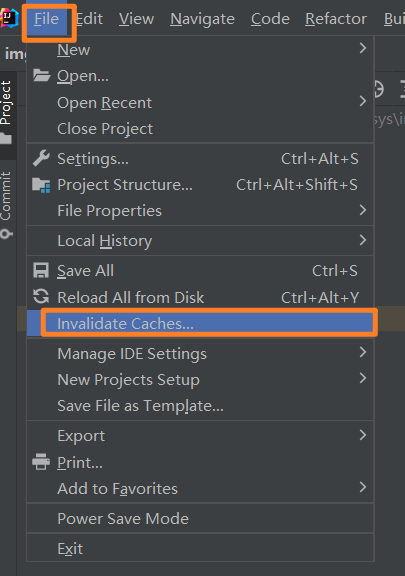 File Edit View Navigate Code Refactor Bui
img
New
Open...
sys\i
Open Recent
Close Project
Project
Settings... Ctrl+Alt+S
Project Structure... Ctrl+Alt+Shift+S
File Properties
Commit
Local History
Save All Ctrl+S
Reload All from Disk Ctrl+Alt+Y
Invalidate Caches...
Manage IDE Settings
New Projects Setup
Save File as Template...
Export
Print...
Add to Favorites
Power Save Mode
Exit